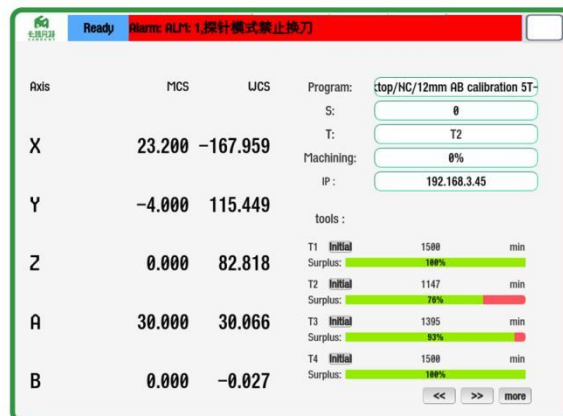 Ready
Alarm: ALM: 1,探针模式禁止换刀
Axis MCS WCS
X 23.200 -167.959
Y -4.000 115.449
Z 0.000 82.818
A 30.000 30.066
B 0.000 -0.027
Program: top/NC/12mm AB calibration 5T-
S: 0
T: T2
Machining: 0%
IP : 192.168.3.45
tools :
T1 Initial 1500 min
Surplus: 100%
T2 Initial 1147 min
Surplus: 76%
T3 Initial 1395 min
Surplus: 93%
T4 Initial 1500 min
Surplus: 100%
<< >> more